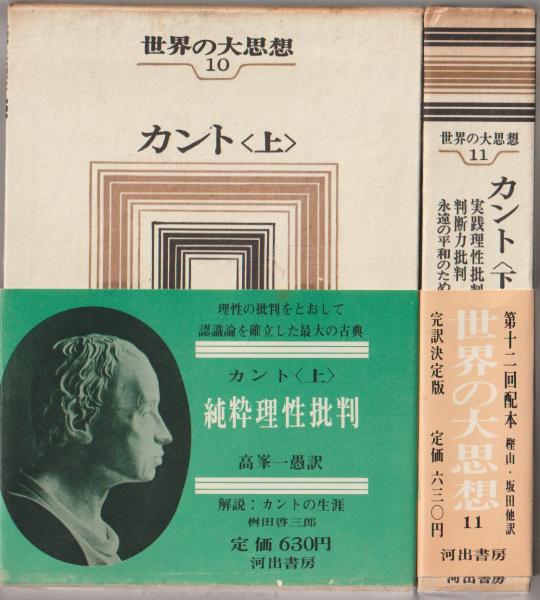 世界の大思想
10
カント〈上〉
理性の批判をとおして
認識論を確立した最大の古典
カント〈上〉
純粋理性批判
高峯一愚訳
解説：カントの生涯
桝田啓三郎
定価 630円
河出書房
世界の大思想
11
カント〈下
実践理性批判
判断力批判
永遠の平和のため
第十二回配本 樫山・坂田他訳
世界の大思想
11
完訳決定版 定価 六三〇円
河出書房
河出書房